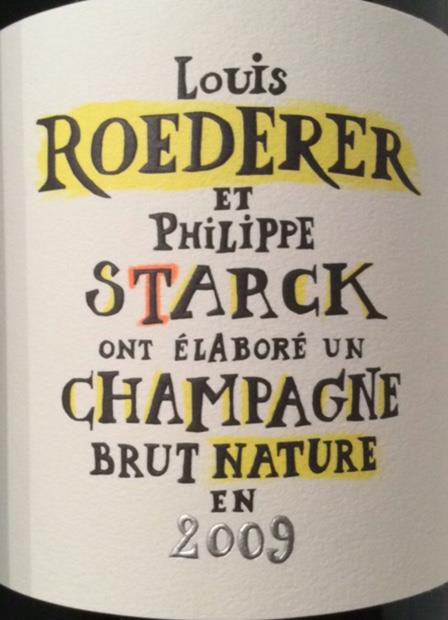 Louis
ROEDERER
ET
PHiLiPPE
STARCK
ONT ÉLABORÉ UN
CHAMPAGNE
BRUT NATURE
EN
2009